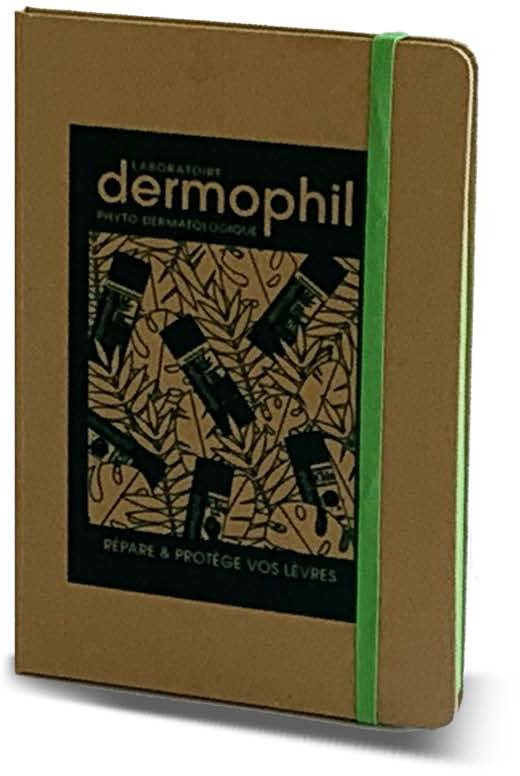 LABORATOIRE
dermophil
PHYTO DERMATOLOGIQUE
RÉPARE & PROTÈGE VOS LÈVRES